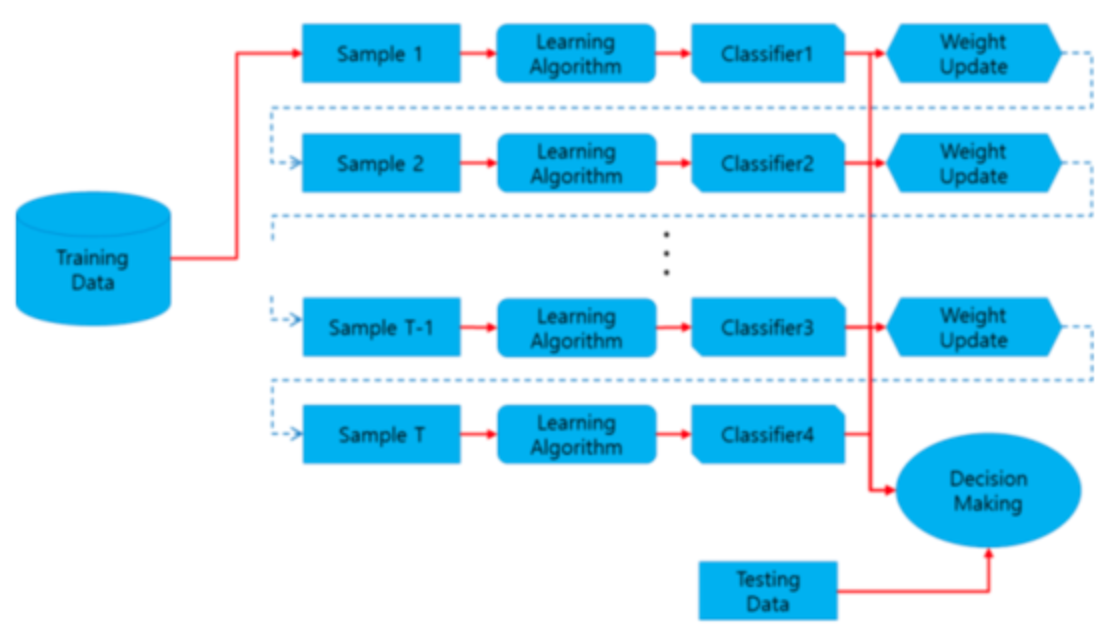 Sample 1
Learning
Algorithm
Classifier1
Weight
Update
Sample 2
Learning
Algorithm
Classifier2
Weight
Update
Training
Data
Sample T-1
Learning
Algorithm
Classifier3
Weight
Update
Sample T
Learning
Algorithm
Classifier4
Decision
Making
Testing
Data